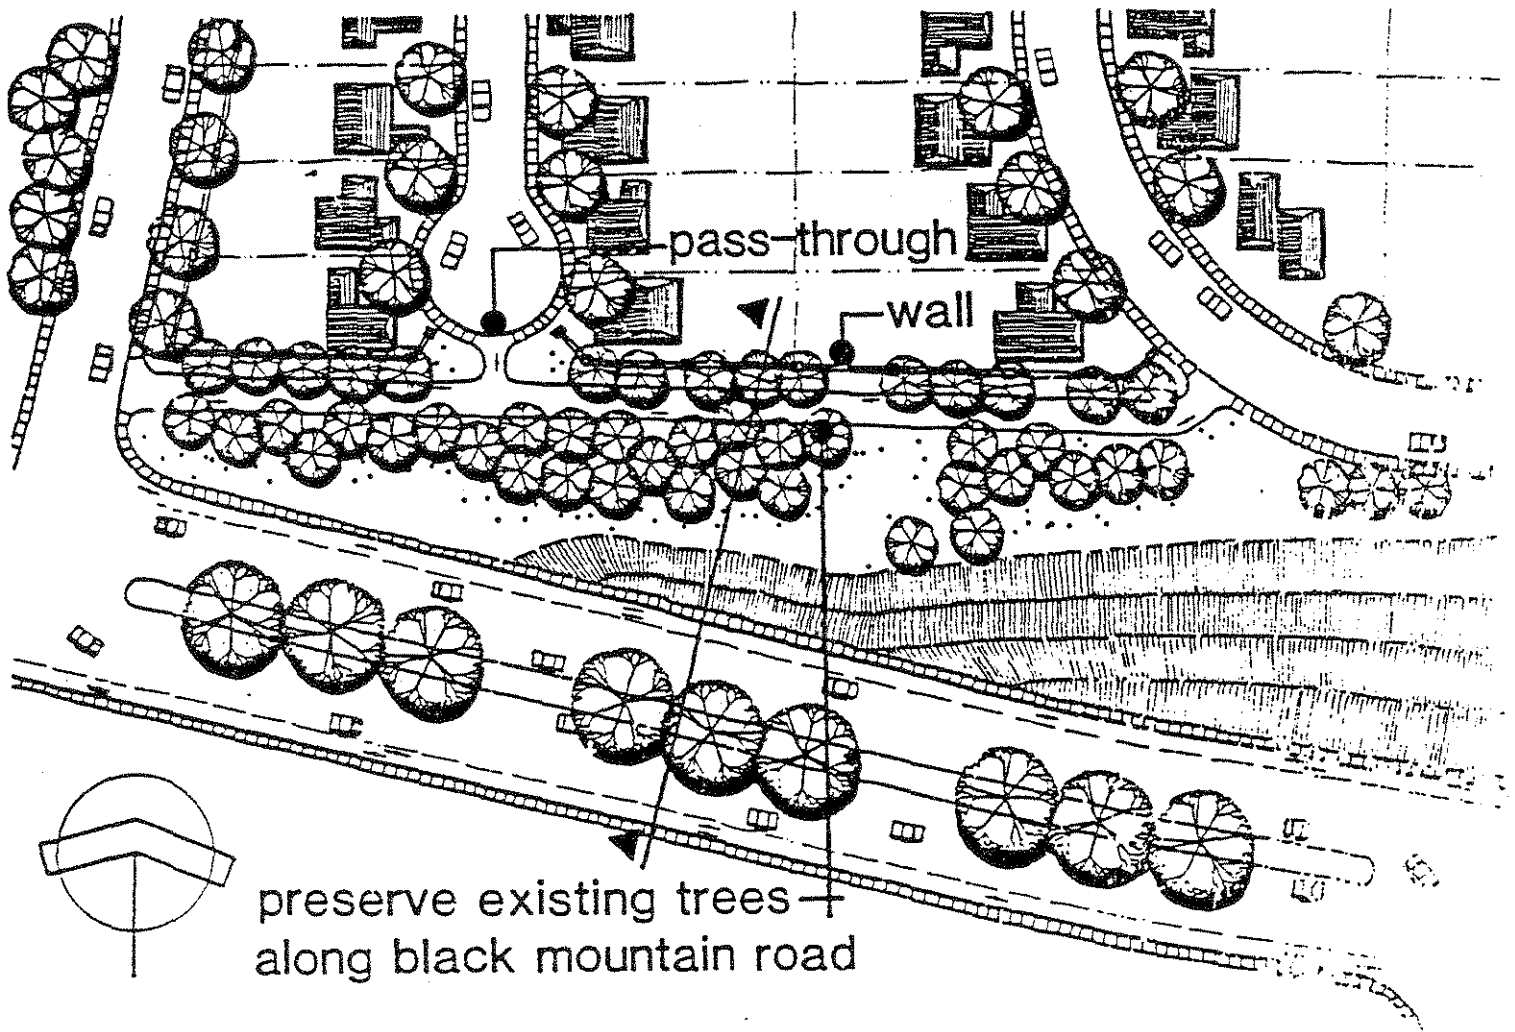 pass-through
wall
preserve existing trees
along black mountain road